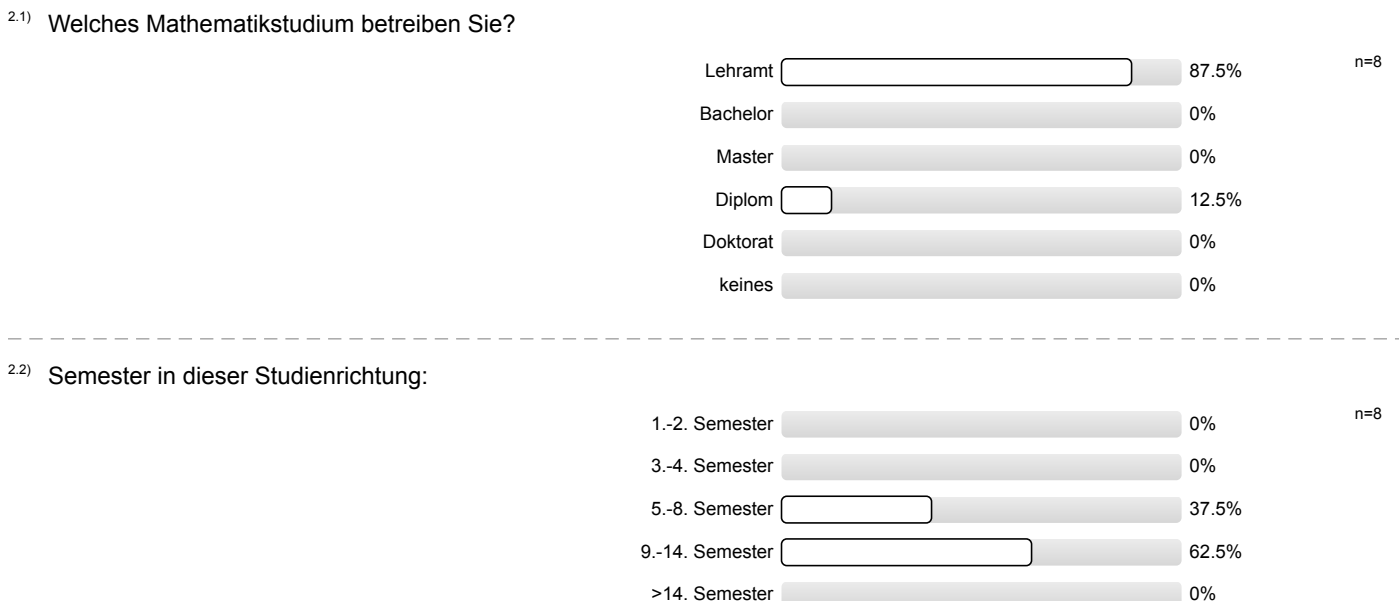 2.1) Welches Mathematikstudium betreiben Sie?
Lehramt 87.5% n=8
Bachelor 0%
Master 0%
Diplom 12.5%
Doktorat 0%
keines 0%
2.2) Semester in dieser Studienrichtung:
1.-2. Semester 0% n=8
3.-4. Semester 0%
5.-8. Semester 37.5%
9.-14. Semester 62.5%
>14. Semester 0%